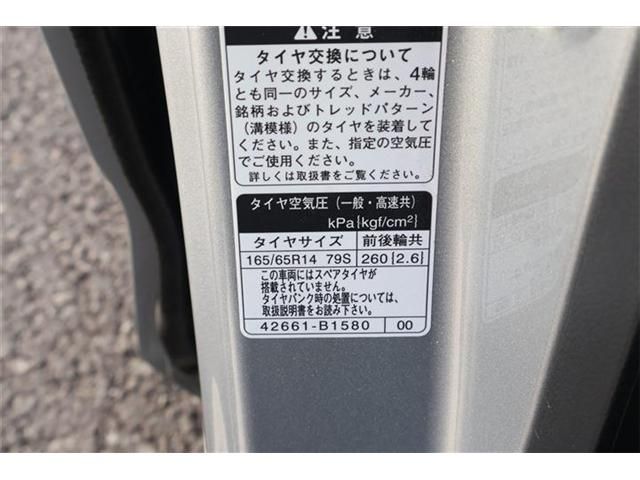 ⚠注意
タイヤ交換について
タイヤ交換するときは、4輪
とも同一のサイズ、メーカー、
銘柄およびトレッドパターン
（溝模様）のタイヤを装着して
ください。また、指定の空気圧
でご使用ください。
詳しくは取扱書をご覧ください。
タイヤ空気圧（一般・高速共）
kPa{kgf/cm²}
タイヤサイズ 前後輪共
165/65R14 79S 260{2.6}
この車両にはスペアタイヤが
搭載されていません。
タイヤパンク時の処置については、
取扱説明書をお読み下さい。
42661-B1580 00